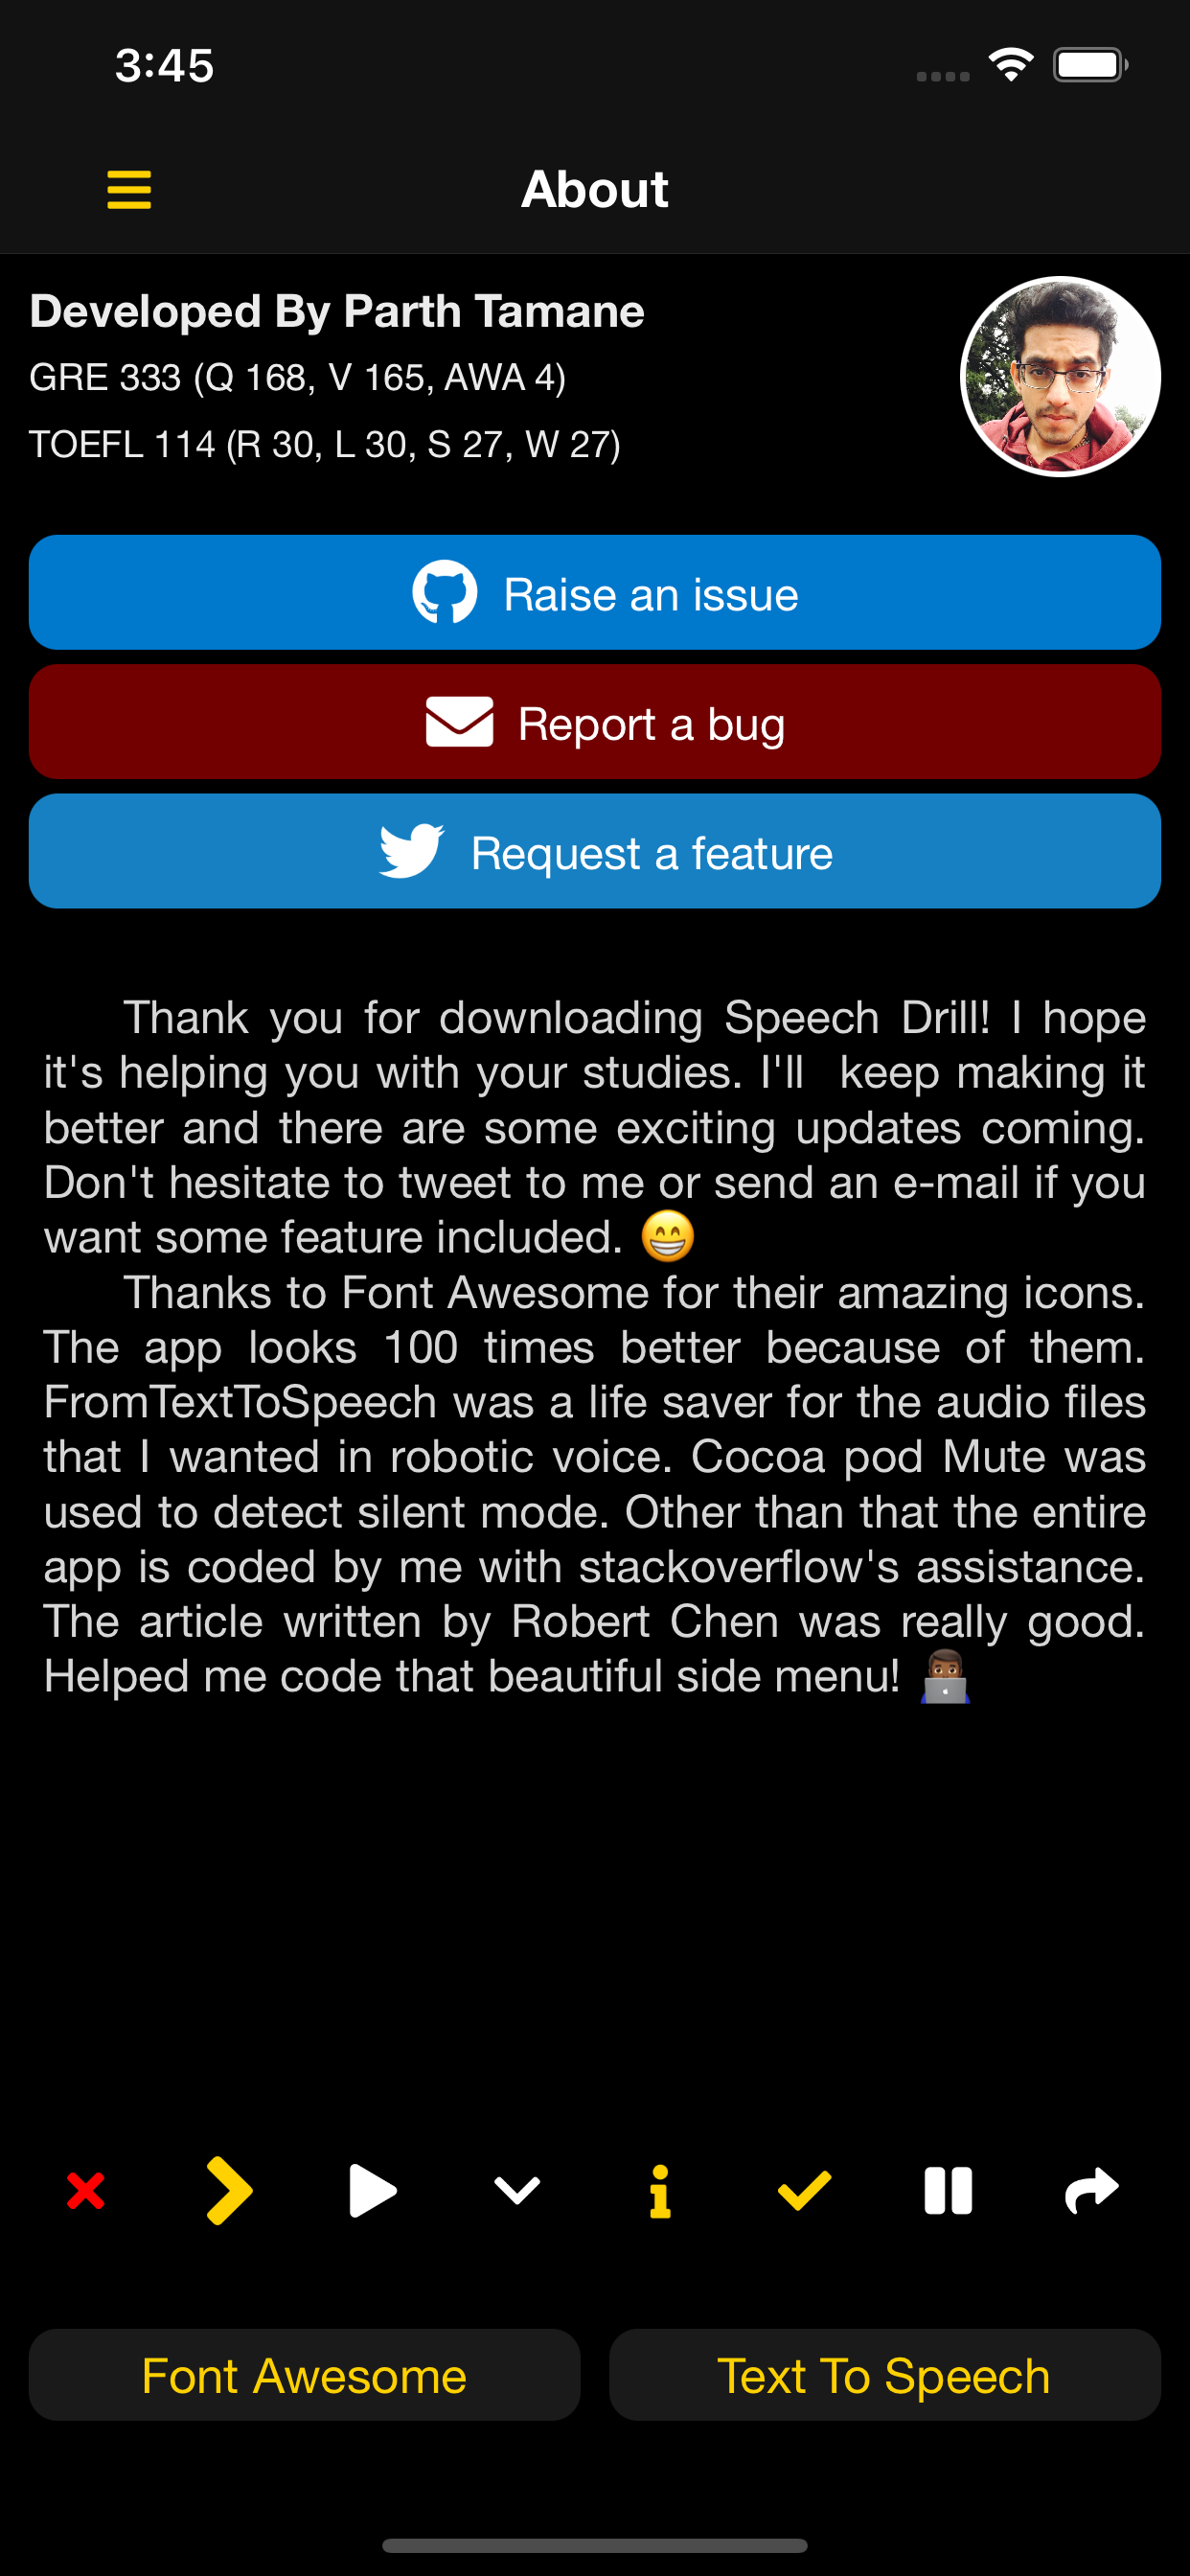 3:45
About
Developed By Parth Tamane
GRE 333 (Q 168, V 165, AWA 4)
TOEFL 114 (R 30, L 30, S 27, W 27)
Raise an issue
Report a bug
Request a feature
Thank you for downloading Speech Drill! I hope
it's helping you with your studies. I'll  keep making it
better and there are some exciting updates coming.
Don't hesitate to tweet to me or send an e-mail if you
want some feature included. 😁
Thanks to Font Awesome for their amazing icons.
The app looks 100 times better because of them.
FromTextToSpeech was a life saver for the audio files
that I wanted in robotic voice. Cocoa pod Mute was
used to detect silent mode. Other than that the entire
app is coded by me with stackoverflow's assistance.
The article written by Robert Chen was really good.
Helped me code that beautiful side menu! 👨🏾‍💻
Font Awesome
Text To Speech